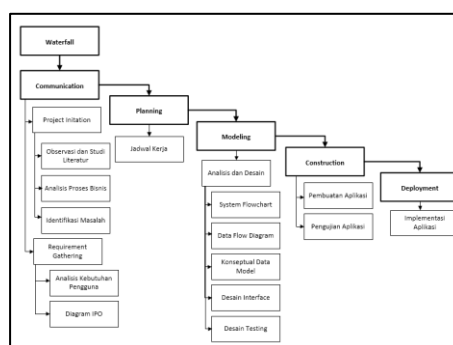 Waterfall
Communication
Project Initation
Observasi dan Studi
Literatur
Analisis Proses Bisnis
Identifikasi Masalah
Requirement
Gathering
Analisis Kebutuhan
Pengguna
Diagram IPO
Planning
Jadwal Kerja
Modeling
Analisis dan Desain
System Flowchart
Data Flow Diagram
Konseptual Data
Model
Desain Interface
Desain Testing
Construction
Pembuatan Aplikasi
Pengujian Aplikasi
Deployment
Implementasi
Aplikasi